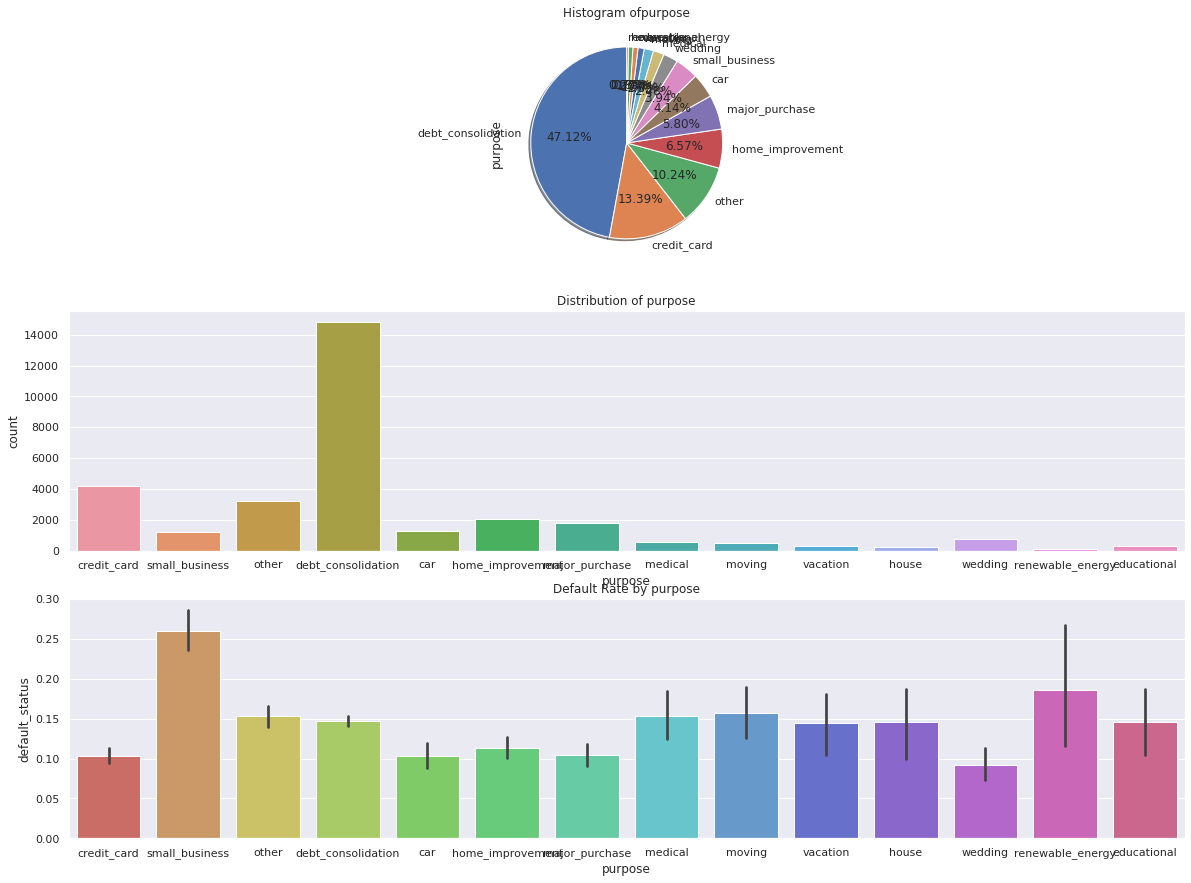 Histogram ofpurpose
wedding
small_business
car
major_purchase
home_improvement
other
credit_card
debt_consolidation
purpose
47.12%
13.39%
10.24%
6.57%
5.80%
4.14%
3.94%
Distribution of purpose
count
14000
12000
10000
8000
6000
4000
2000
0
credit_card small_business other debt_consolidation car home_improvement major_purchase medical moving vacation house wedding renewable_energy educational
purpose
Default Rate by purpose
default_status
0.30
0.25
0.20
0.15
0.10
0.05
0.00
credit_card small_business other debt_consolidation car home_improvement major_purchase medical moving vacation house wedding renewable_energy educational
purpose